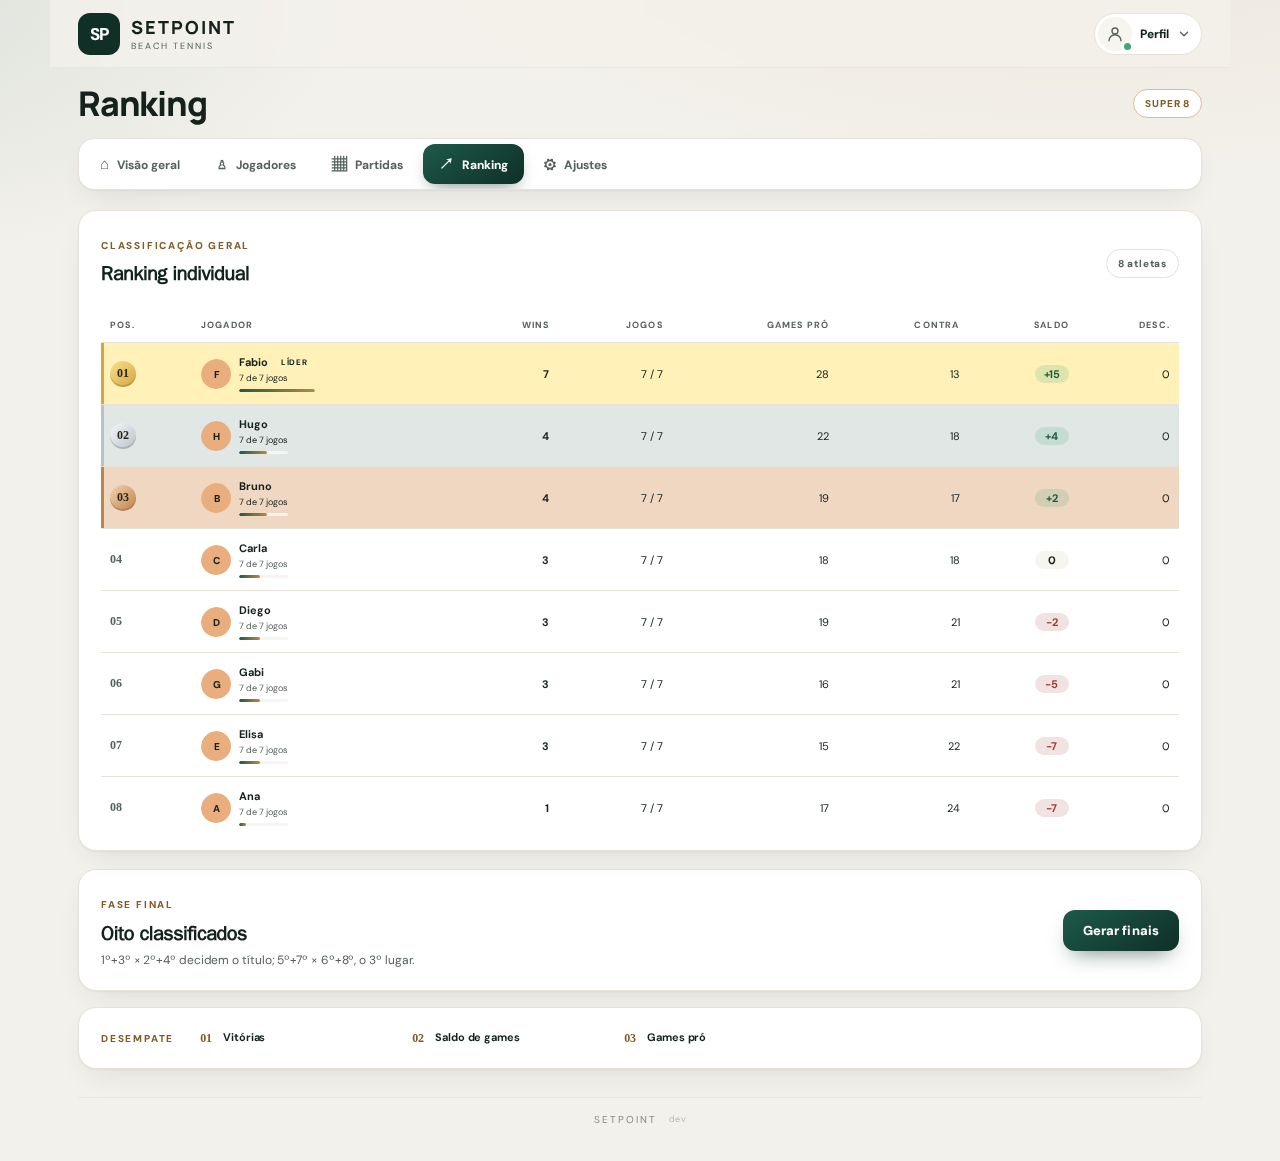 SP SETPOINT
BEACH TENNIS
Perfil
Ranking
SUPER 8
Visão geral Jogadores Partidas Ranking Ajustes
CLASSIFICAÇÃO GERAL
Ranking individual
8 atletas
POS. JOGADOR WINS JOGOS GAMES PRÓ CONTRA SALDO DESC.
01 F Fabio LÍDER 7 7 / 7 28 13 +15 0
7 de 7 jogos
02 H Hugo 4 7 / 7 22 18 +4 0
7 de 7 jogos
03 B Bruno 4 7 / 7 19 17 +2 0
7 de 7 jogos
04 C Carla 3 7 / 7 18 18 0 0
7 de 7 jogos
05 D Diego 3 7 / 7 19 21 -2 0
7 de 7 jogos
06 G Gabi 3 7 / 7 16 21 -5 0
7 de 7 jogos
07 E Elisa 3 7 / 7 15 22 -7 0
7 de 7 jogos
08 A Ana 1 7 / 7 17 24 -7 0
7 de 7 jogos
FASE FINAL
Oito classificados
1º+3º × 2º+4º decidem o título; 5º+7º × 6º+8º, o 3º lugar.
Gerar finais
DESEMPATE 01 Vitórias 02 Saldo de games 03 Games pró
SETPOINT dev